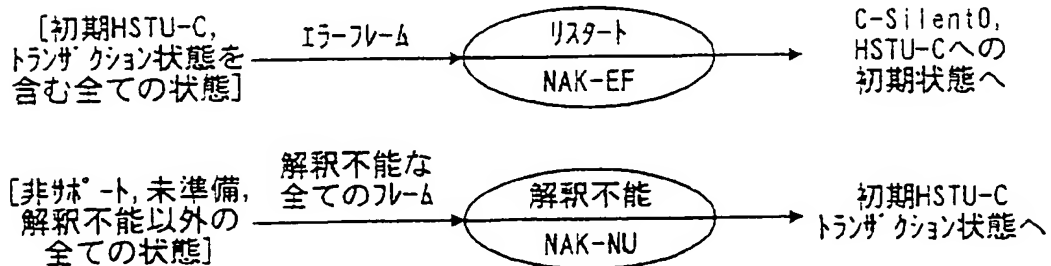 [初期HSTU-C,
トランザクション状態を
含む全ての状態]
エラーフレーム
リスタート
NAK-EF
C-Silent0,
HSTU-Cへの
初期状態へ
[非サポート,未準備,
解釈不能以外の
全ての状態]
解釈不能な
全てのフレーム
解釈不能
NAK-NU
初期HSTU-C
トランザクション状態へ